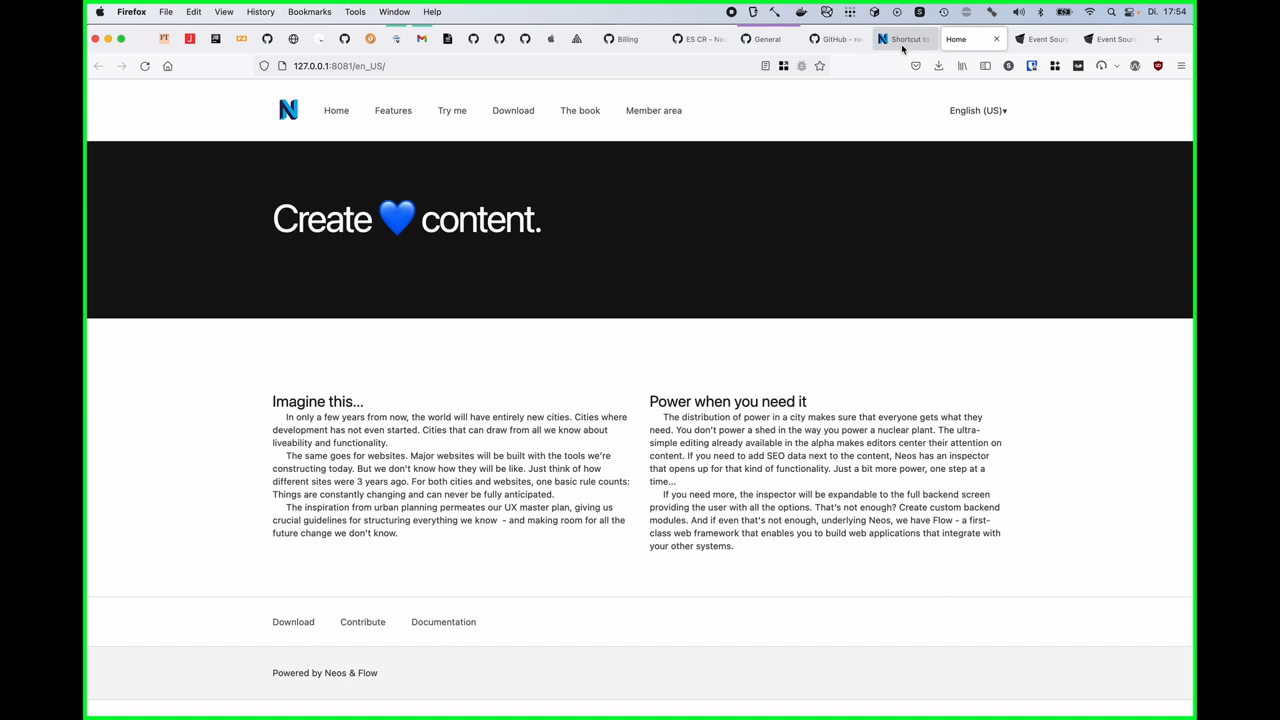 Firefox File Edit View History Bookmarks Tools Window Help Di. 17:54
Billing ES CR - Ne General GitHub - ne Shortcut to Home Event Sour Event Sour
127.0.0.1:8081/en_US/
Home Features Try me Download The book Member area English (US)▾
Create 💙 content.
Imagine this...
In only a few years from now, the world will have entirely new cities. Cities where
development has not even started. Cities that can draw from all we know about
liveability and functionality.
The same goes for websites. Major websites will be built with the tools we're
constructing today. But we don't know how they will be like. Just think of how
different sites were 3 years ago. For both cities and websites, one basic rule counts:
Things are constantly changing and can never be fully anticipated.
The inspiration from urban planning permeates our UX master plan, giving us
crucial guidelines for structuring everything we know - and making room for all the
future change we don't know.
Power when you need it
The distribution of power in a city makes sure that everyone gets what they
need. You don't power a shed in the way you power a nuclear plant. The ultra-
simple editing already available in the alpha makes editors center their attention on
content. If you need to add SEO data next to the content, Neos has an inspector
that opens up for that kind of functionality. Just a bit more power, one step at a
time...
If you need more, the inspector will be expandable to the full backend screen
providing the user with all the options. That's not enough? Create custom backend
modules. And if even that's not enough, underlying Neos, we have Flow - a first-
class web framework that enables you to build web applications that integrate with
your other systems.
Download Contribute Documentation
Powered by Neos & Flow